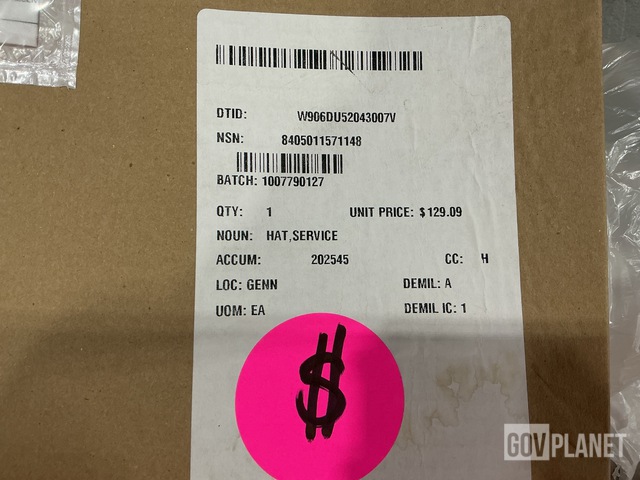 DTID: W906DU52043007V
NSN: 8405011571148
BATCH: 1007790127
QTY: 1 UNIT PRICE: $129.09
NOUN: HAT,SERVICE
ACCUM: 202545 CC: H
LOC: GENN DEMIL: A
UOM: EA DEMIL IC: 1
$
GOVPLANET